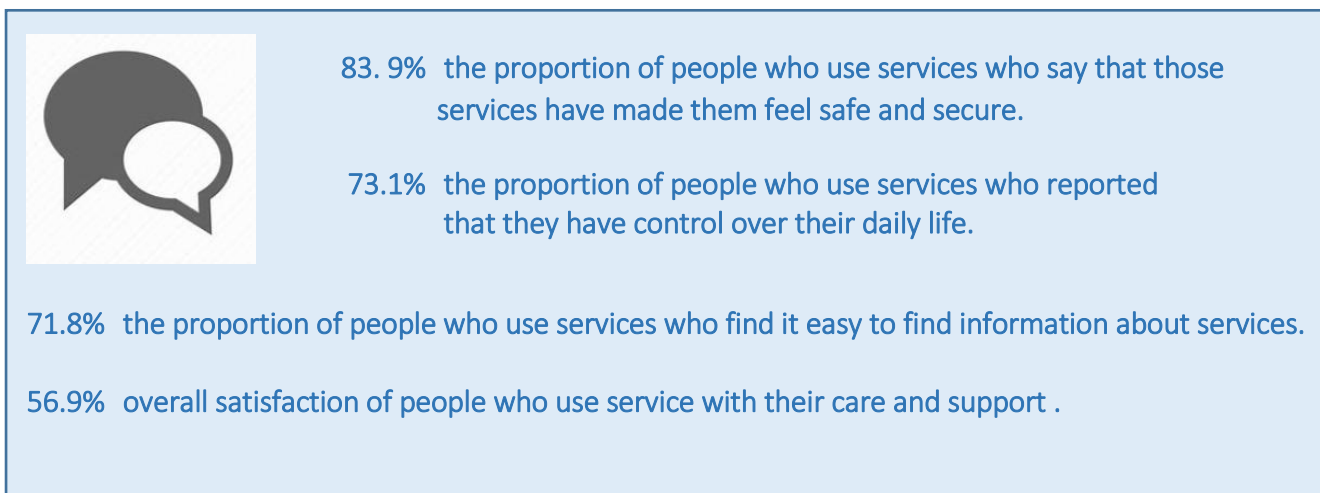 83. 9% the proportion of people who use services who say that those
services have made them feel safe and secure.
73.1% the proportion of people who use services who reported
that they have control over their daily life.
71.8% the proportion of people who use services who find it easy to find information about services.
56.9% overall satisfaction of people who use service with their care and support .